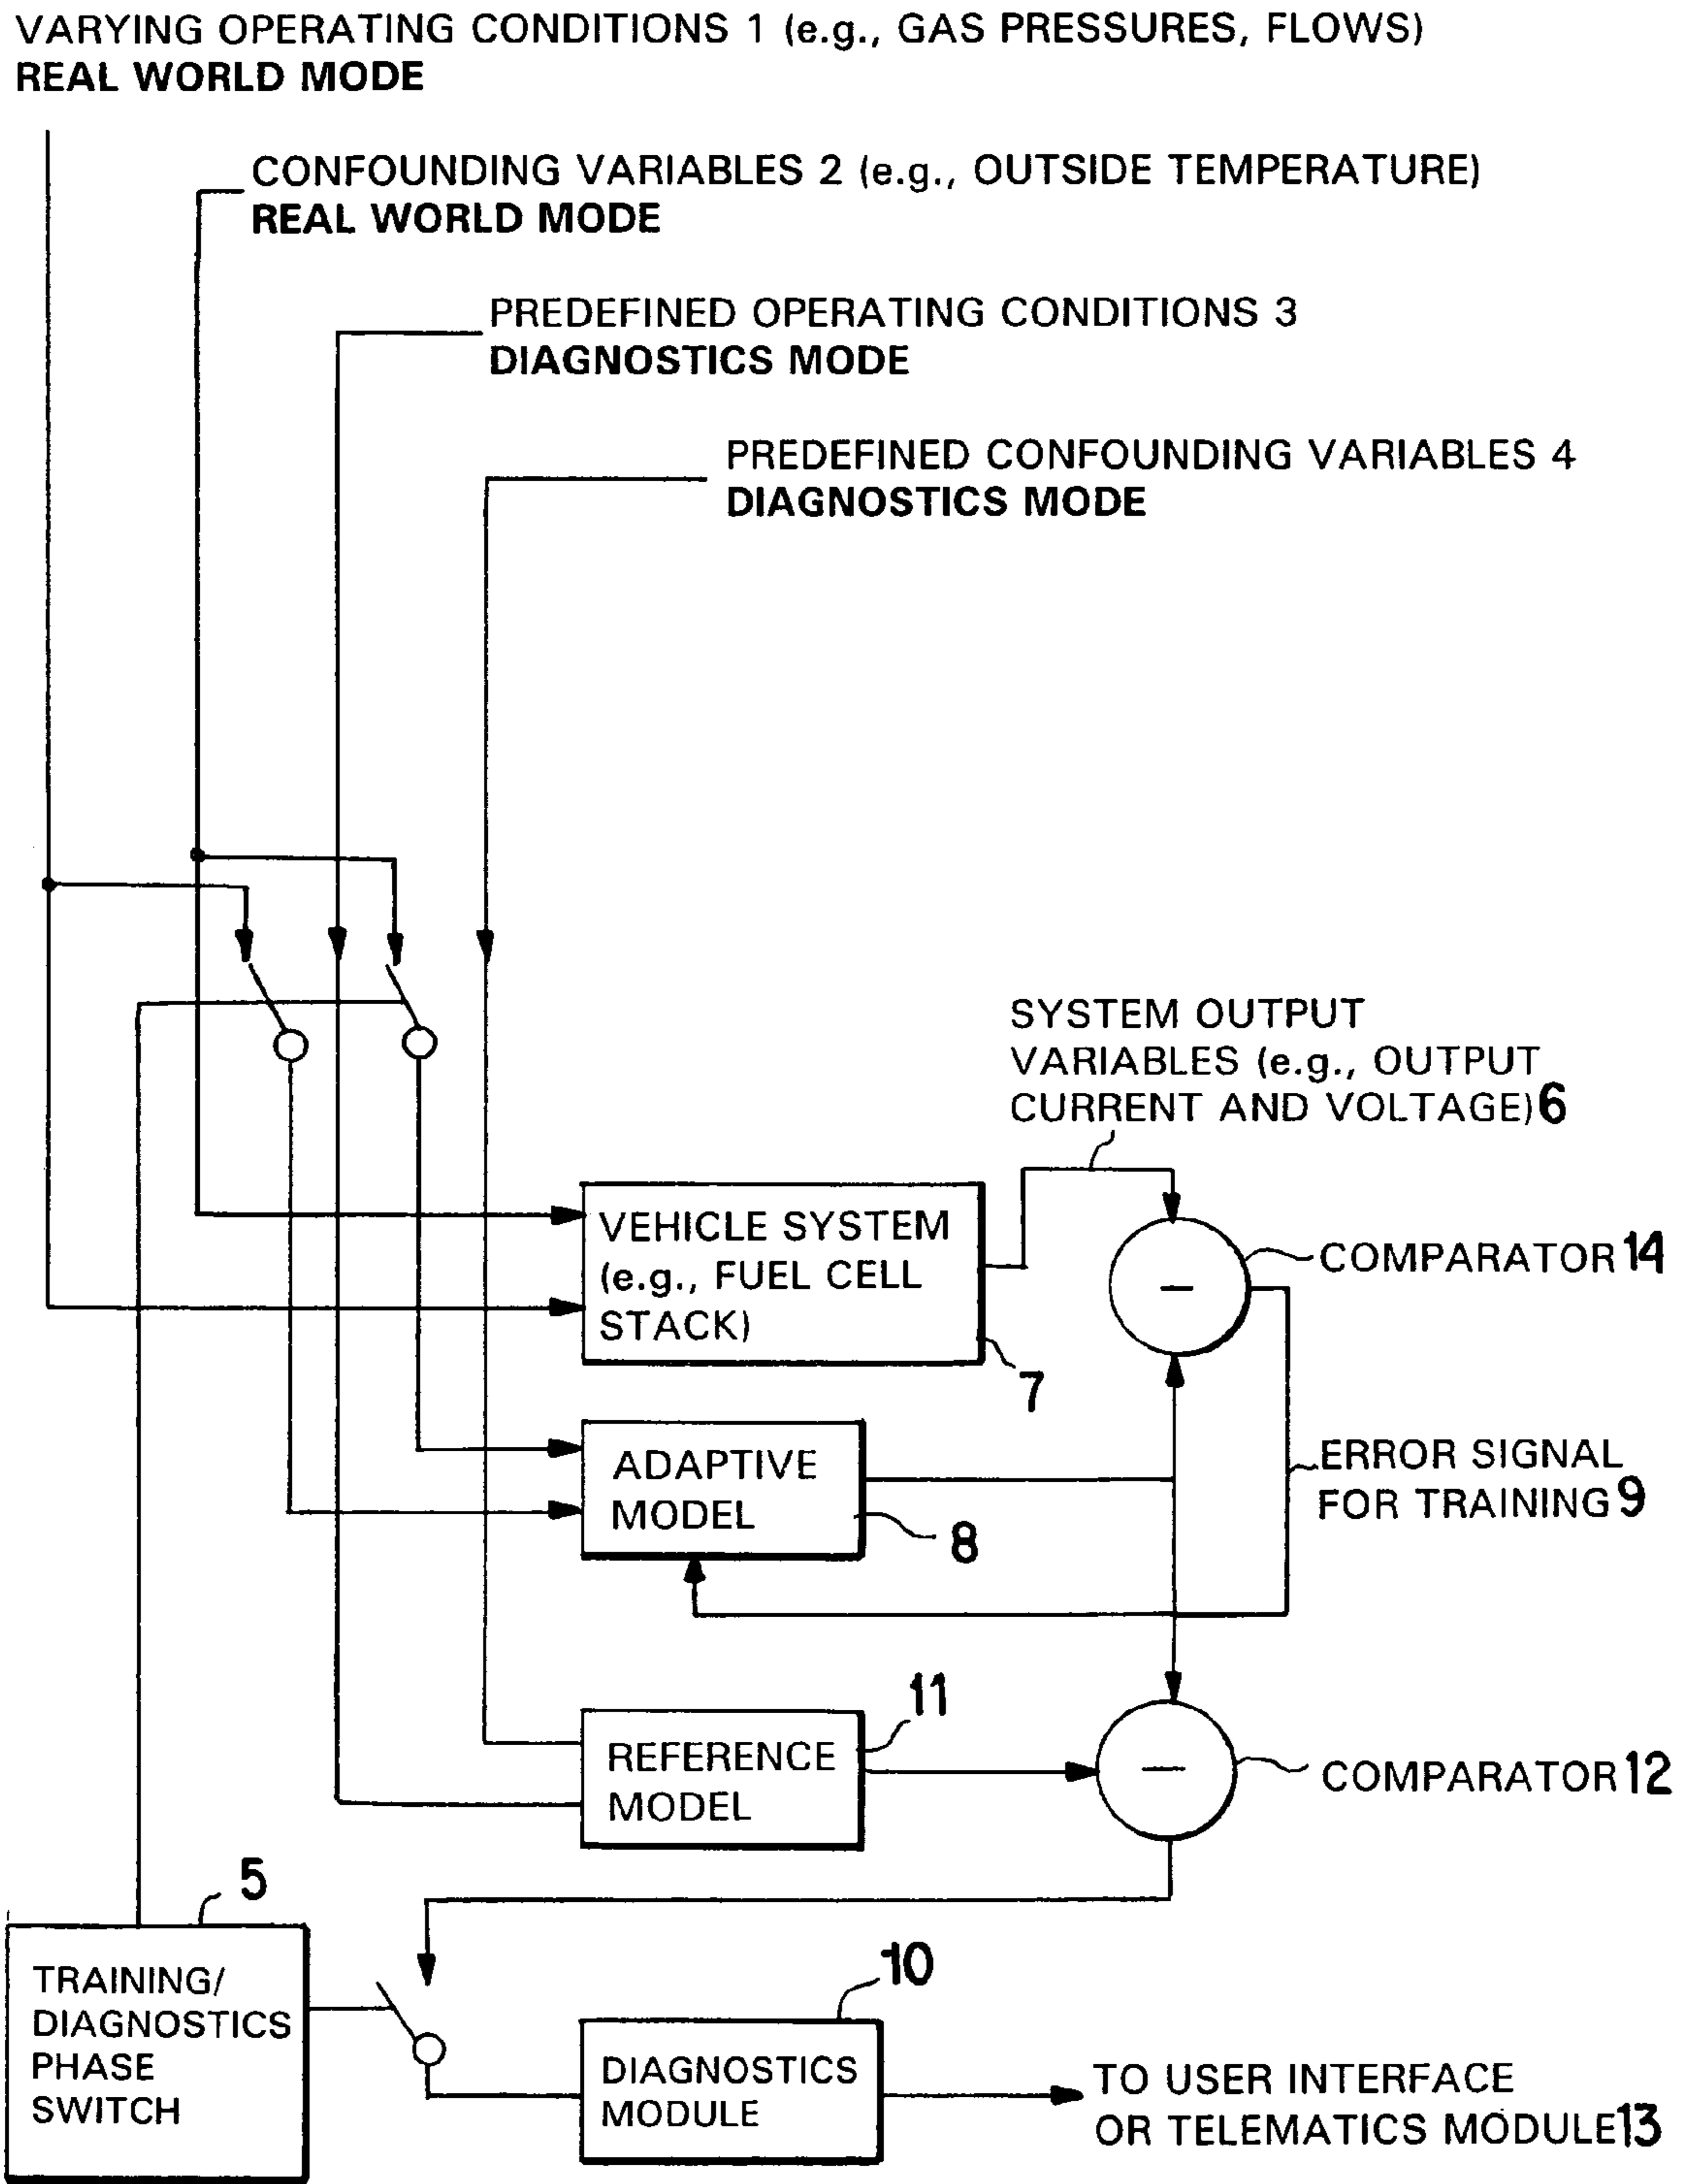 VARYING OPERATING CONDITIONS 1 (e.g., GAS PRESSURES, FLOWS)
REAL WORLD MODE
CONFOUNDING VARIABLES 2 (e.g., OUTSIDE TEMPERATURE)
REAL WORLD MODE
PREDEFINED OPERATING CONDITIONS 3
DIAGNOSTICS MODE
PREDEFINED CONFOUNDING VARIABLES 4
DIAGNOSTICS MODE
SYSTEM OUTPUT
VARIABLES (e.g., OUTPUT
CURRENT AND VOLTAGE) 6
VEHICLE SYSTEM
(e.g., FUEL CELL
STACK)
7
–
COMPARATOR 14
ADAPTIVE
MODEL
8
ERROR SIGNAL
FOR TRAINING 9
REFERENCE
MODEL
11
–
COMPARATOR 12
5
TRAINING/
DIAGNOSTICS
PHASE
SWITCH
10
DIAGNOSTICS
MODULE
TO USER INTERFACE
OR TELEMATICS MODULE 13